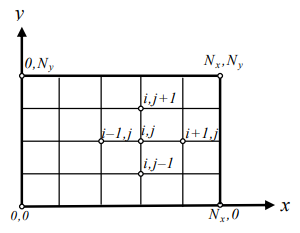 y
0,Ny
Nx,Ny
i,j+1
i−1,j
i,j
i+1,j
i,j−1
0,0
Nx,0
x